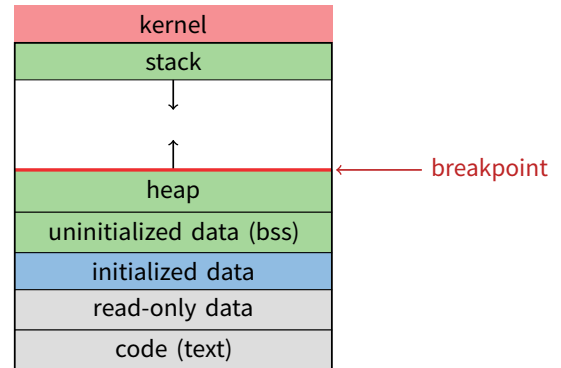 kernel
stack
breakpoint
heap
uninitialized data (bss)
initialized data
read-only data
code (text)